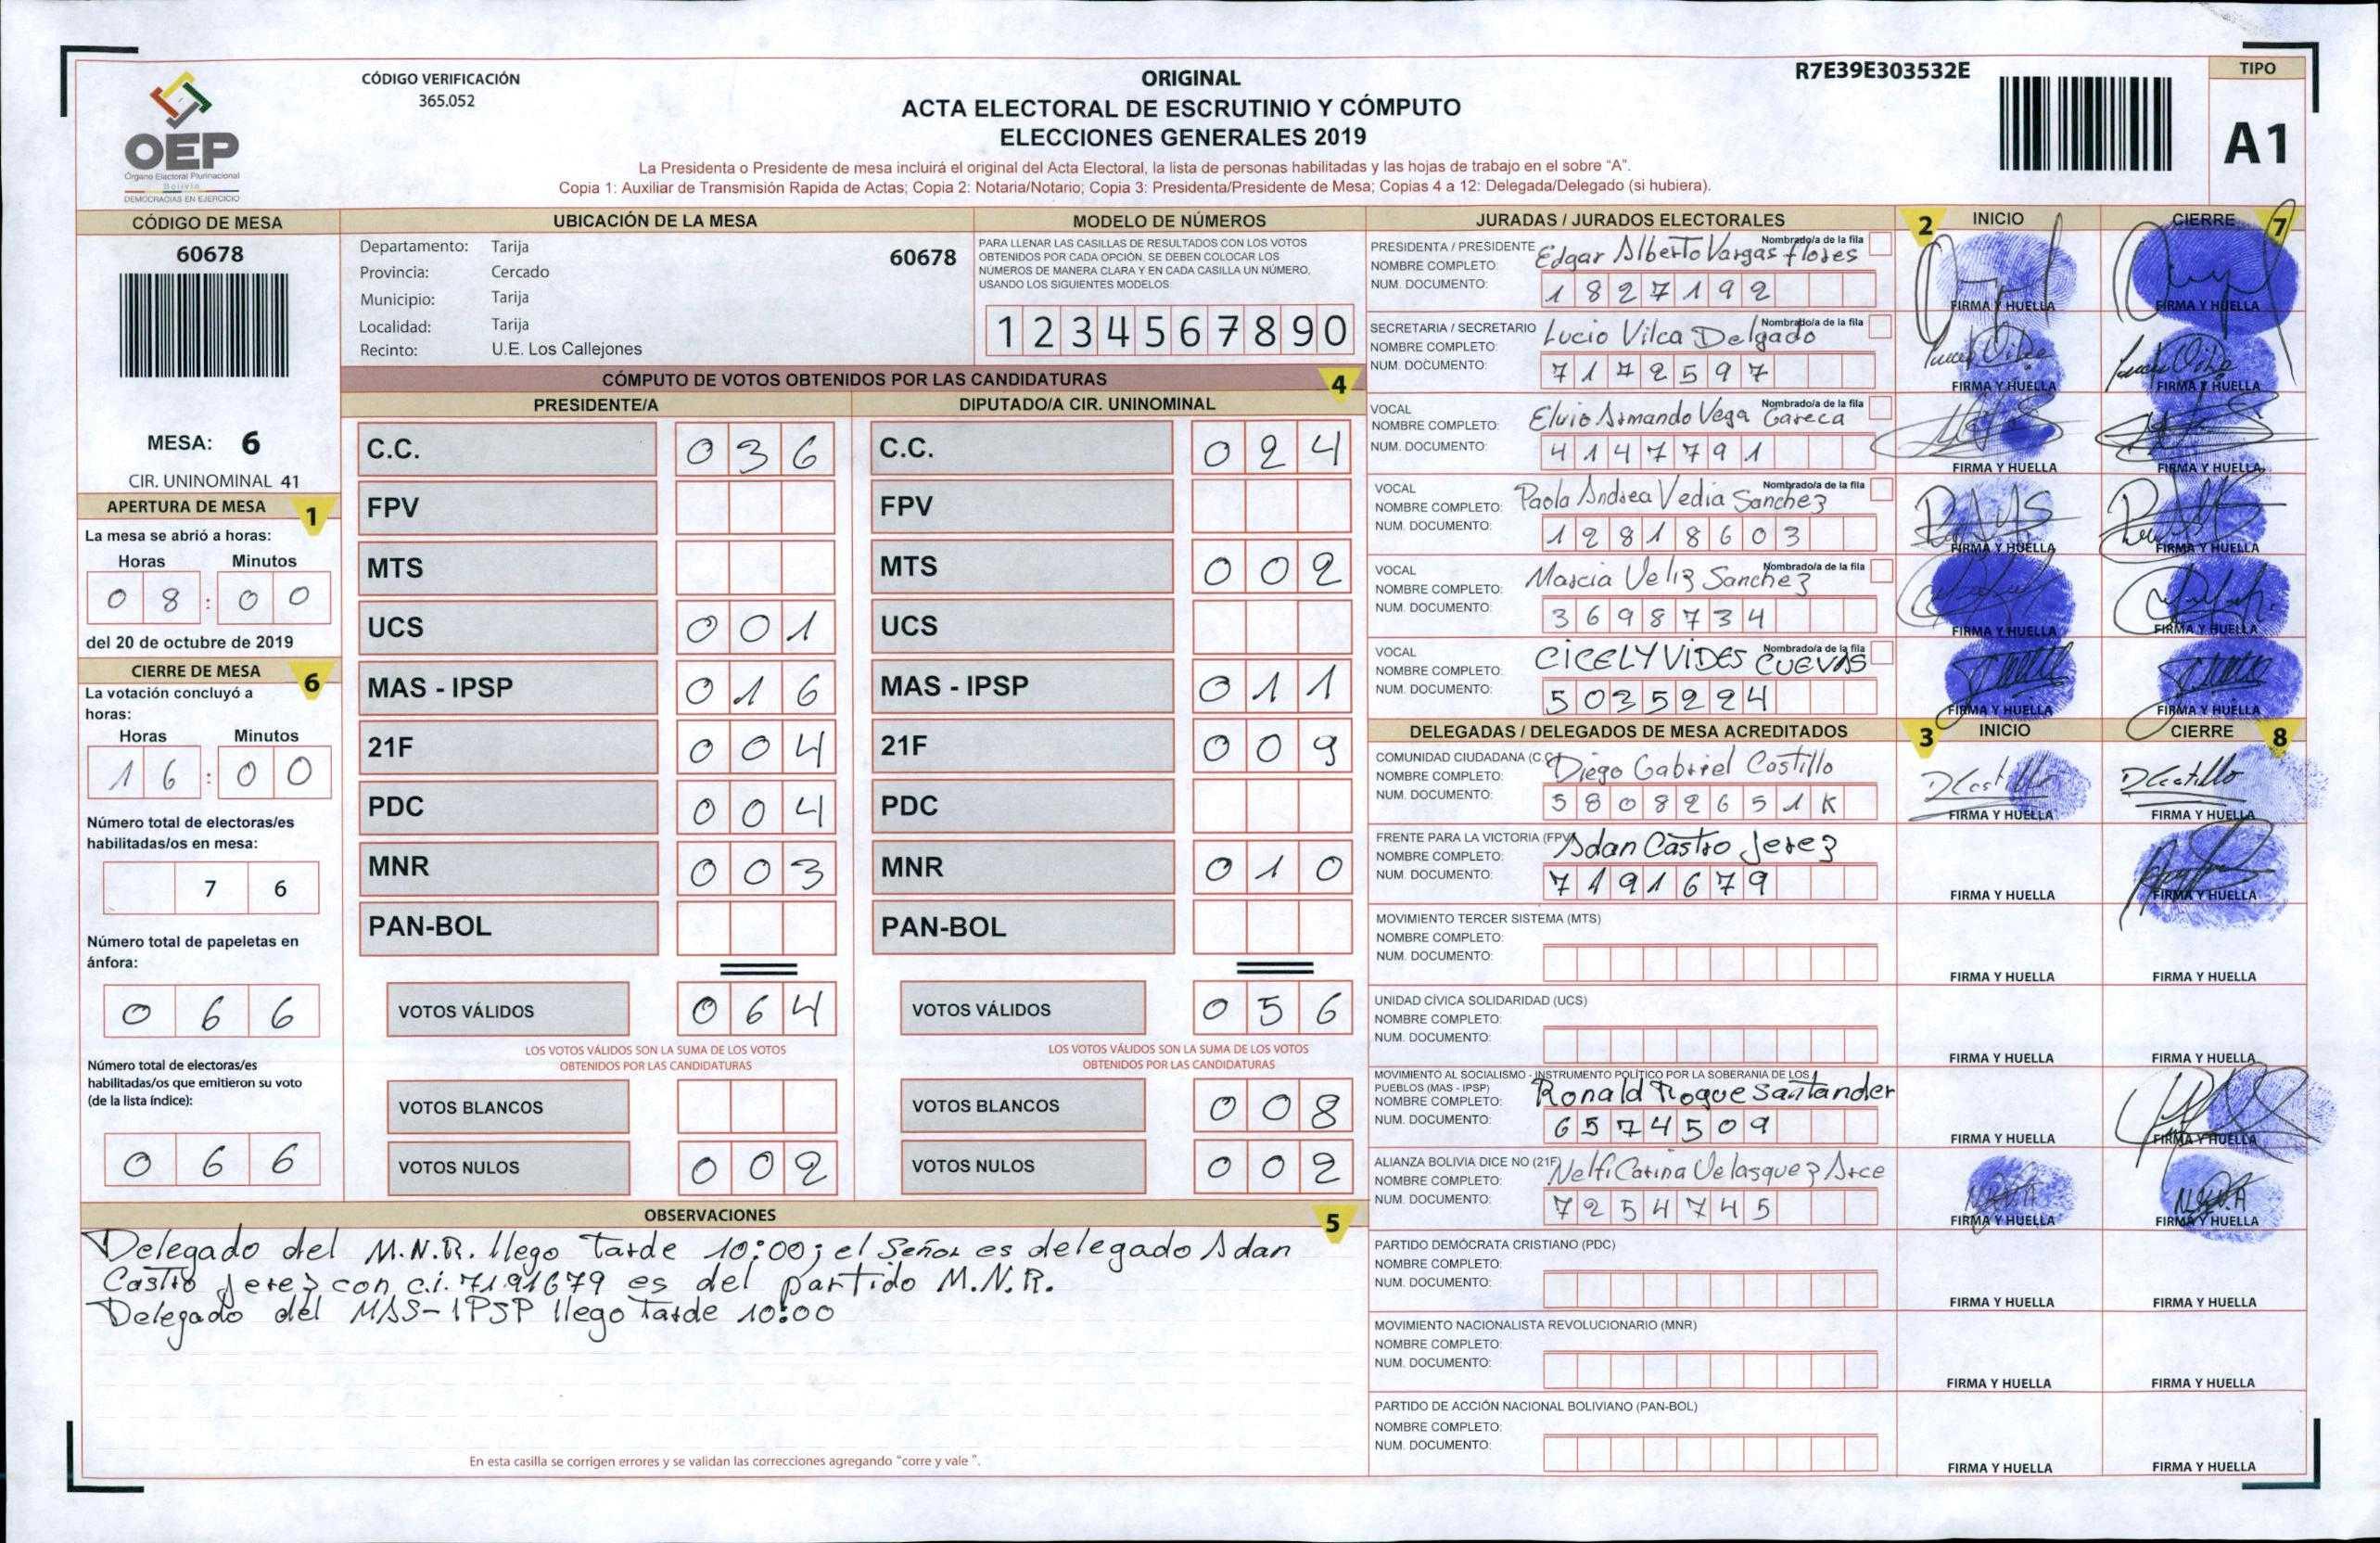 CÓDIGO VERIFICACIÓN
365.052
ORIGINAL
ACTA ELECTORAL DE ESCRUTINIO Y CÓMPUTO
ELECCIONES GENERALES 2019
La Presidenta o Presidente de mesa incluirá el original del Acta Electoral, la lista de personas habilitadas y las hojas de trabajo en el sobre "A".
Copia 1: Auxiliar de Transmisión Rapida de Actas; Copia 2: Notaria/Notario; Copia 3: Presidenta/Presidente de Mesa; Copias 4 a 12: Delegada/Delegado (si hubiera).
R7E39E303532E
TIPO
A1
OEP
Órgano Electoral Plurinacional
Bolivia
DEMOCRACIAS EN EJERCICIO
CÓDIGO DE MESA
60678
MESA: 6
CIR. UNINOMINAL 41
APERTURA DE MESA 1
La mesa se abrió a horas:
Horas Minutos
0 8 : 0 0
del 20 de octubre de 2019
CIERRE DE MESA 6
La votación concluyó a
horas:
Horas Minutos
1 6 : 0 0
Número total de electoras/es
habilitadas/os en mesa:
7 6
Número total de papeletas en
ánfora:
0 6 6
Número total de electoras/es
habilitadas/os que emitieron su voto
(de la lista índice):
0 6 6
UBICACIÓN DE LA MESA
Departamento: Tarija
60678
Provincia: Cercado
Municipio: Tarija
Localidad: Tarija
Recinto: U.E. Los Callejones
MODELO DE NÚMEROS
PARA LLENAR LAS CASILLAS DE RESULTADOS CON LOS VOTOS
OBTENIDOS POR CADA OPCIÓN, SE DEBEN COLOCAR LOS
NÚMEROS DE MANERA CLARA Y EN CADA CASILLA UN NÚMERO,
USANDO LOS SIGUIENTES MODELOS:
1 2 3 4 5 6 7 8 9 0
CÓMPUTO DE VOTOS OBTENIDOS POR LAS CANDIDATURAS 4
PRESIDENTE/A
C.C. 0 3 6
FPV
MTS
UCS 0 0 1
MAS - IPSP 0 1 6
21F 0 0 4
PDC 0 0 4
MNR 0 0 3
PAN-BOL
VOTOS VÁLIDOS 0 6 4
LOS VOTOS VÁLIDOS SON LA SUMA DE LOS VOTOS
OBTENIDOS POR LAS CANDIDATURAS
VOTOS BLANCOS
VOTOS NULOS 0 0 2
DIPUTADO/A CIR. UNINOMINAL
C.C. 0 2 4
FPV
MTS 0 0 2
UCS
MAS - IPSP 0 1 1
21F 0 0 9
PDC
MNR 0 1 0
PAN-BOL
VOTOS VÁLIDOS 0 5 6
LOS VOTOS VÁLIDOS SON LA SUMA DE LOS VOTOS
OBTENIDOS POR LAS CANDIDATURAS
VOTOS BLANCOS 0 0 8
VOTOS NULOS 0 0 2
OBSERVACIONES 5
Delegado del M.N.R. llego tarde 10:00; el Señor es delegado Adan
Castro Jerez con c.i. 7191679 es del partido M.N.R.
Delegado del MAS-IPSP llego tarde 10:00
En esta casilla se corrigen errores y se validan las correcciones agregando "corre y vale ".
JURADAS / JURADOS ELECTORALES 2 INICIO CIERRE 7
PRESIDENTA / PRESIDENTE Nombrado/a de la fila
NOMBRE COMPLETO: Edgar Alberto Vargas flores
NUM. DOCUMENTO: 1827192
FIRMA Y HUELLA FIRMA Y HUELLA
SECRETARIA / SECRETARIO Nombrado/a de la fila
NOMBRE COMPLETO: Lucio Vilca Delgado
NUM. DOCUMENTO: 7172597
FIRMA Y HUELLA FIRMA Y HUELLA
VOCAL Nombrado/a de la fila
NOMBRE COMPLETO: Elvio Armando Vega Gareca
NUM. DOCUMENTO: 4147791
FIRMA Y HUELLA FIRMA Y HUELLA
VOCAL Nombrado/a de la fila
NOMBRE COMPLETO: Paola Andrea Vedia Sanchez
NUM. DOCUMENTO: 12818603
FIRMA Y HUELLA FIRMA Y HUELLA
VOCAL Nombrado/a de la fila
NOMBRE COMPLETO: Marcia Veliz Sanchez
NUM. DOCUMENTO: 3698734
FIRMA Y HUELLA FIRMA Y HUELLA
VOCAL Nombrado/a de la fila
NOMBRE COMPLETO: CICELY VIDES CUEVAS
NUM. DOCUMENTO: 5035224
FIRMA Y HUELLA FIRMA Y HUELLA
DELEGADAS / DELEGADOS DE MESA ACREDITADOS 3 INICIO CIERRE 8
COMUNIDAD CIUDADANA (C.C)
NOMBRE COMPLETO: Diego Gabriel Castillo
NUM. DOCUMENTO: 58082651K
DCastillo DCastillo
FIRMA Y HUELLA FIRMA Y HUELLA
FRENTE PARA LA VICTORIA (FPV)
NOMBRE COMPLETO: Adan Castro Jerez
NUM. DOCUMENTO: 7191679
FIRMA Y HUELLA FIRMA Y HUELLA
MOVIMIENTO TERCER SISTEMA (MTS)
NOMBRE COMPLETO:
NUM. DOCUMENTO:
FIRMA Y HUELLA FIRMA Y HUELLA
UNIDAD CÍVICA SOLIDARIDAD (UCS)
NOMBRE COMPLETO:
NUM. DOCUMENTO:
FIRMA Y HUELLA FIRMA Y HUELLA
MOVIMIENTO AL SOCIALISMO - INSTRUMENTO POLÍTICO POR LA SOBERANIA DE LOS
PUEBLOS (MAS - IPSP)
NOMBRE COMPLETO: Ronald Roque Santander
NUM. DOCUMENTO: 6574509
FIRMA Y HUELLA FIRMA Y HUELLA
ALIANZA BOLIVIA DICE NO (21F)
NOMBRE COMPLETO: Nelfi Carina Velasquez Arce
NUM. DOCUMENTO: 7254745
FIRMA Y HUELLA FIRMA Y HUELLA
PARTIDO DEMÓCRATA CRISTIANO (PDC)
NOMBRE COMPLETO:
NUM. DOCUMENTO:
FIRMA Y HUELLA FIRMA Y HUELLA
MOVIMIENTO NACIONALISTA REVOLUCIONARIO (MNR)
NOMBRE COMPLETO:
NUM. DOCUMENTO:
FIRMA Y HUELLA FIRMA Y HUELLA
PARTIDO DE ACCIÓN NACIONAL BOLIVIANO (PAN-BOL)
NOMBRE COMPLETO:
NUM. DOCUMENTO:
FIRMA Y HUELLA FIRMA Y HUELLA